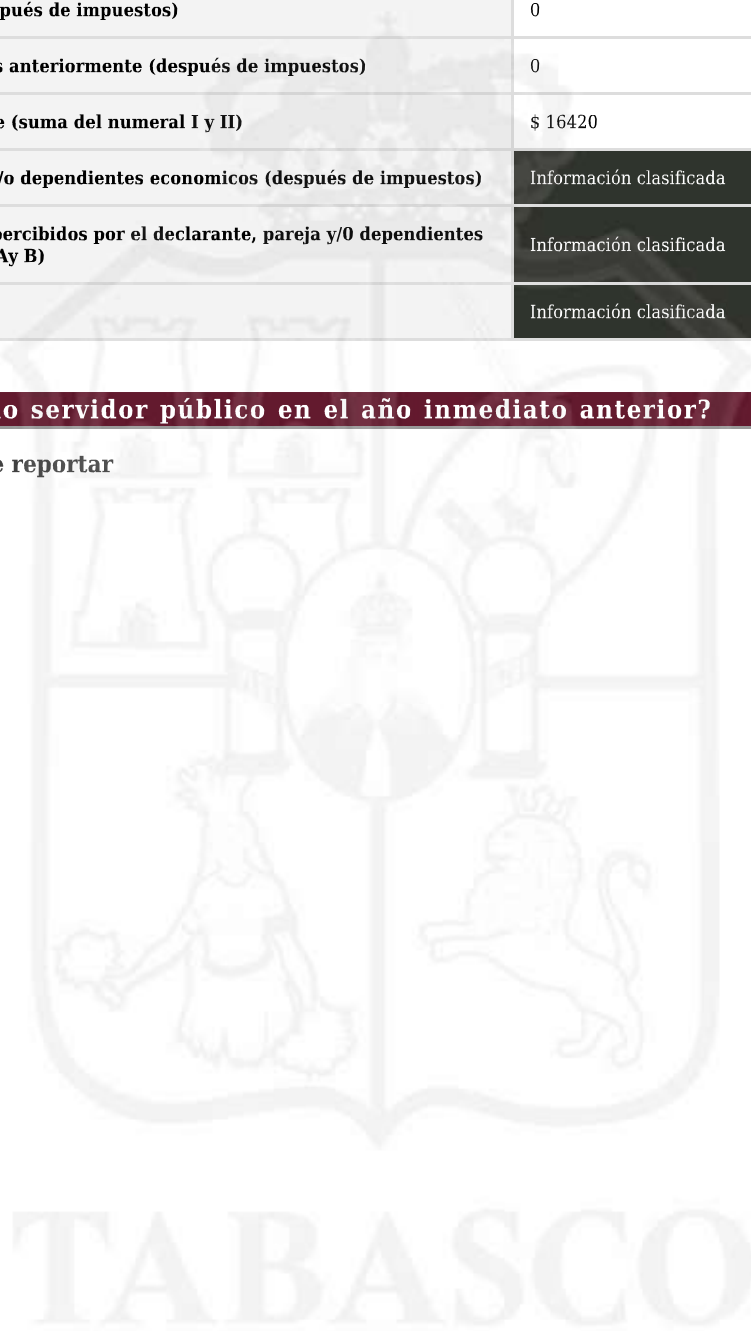 pués de impuestos)
0
s anteriormente (después de impuestos)
0
e (suma del numeral I y II)
$ 16420
/o dependientes economicos (después de impuestos)
Información clasificada
percibidos por el declarante, pareja y/0 dependientes
Ay B)
Información clasificada
Información clasificada
o servidor público en el año inmediato anterior?
e reportar
TABASCO